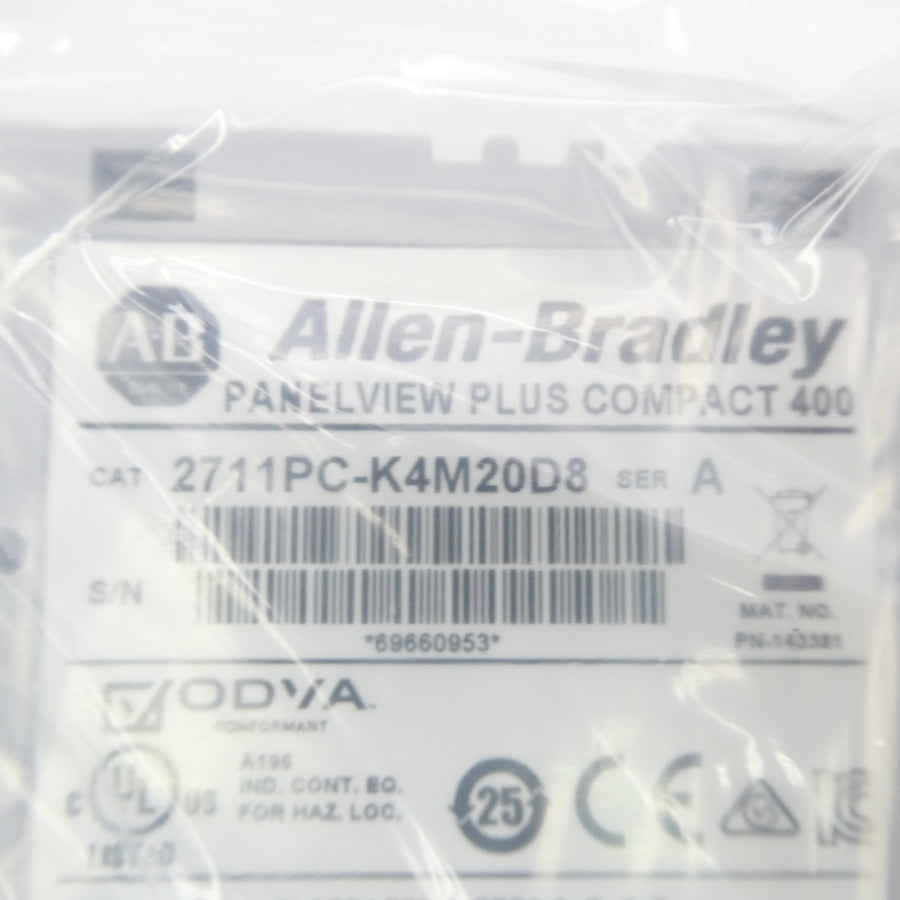 A·B Allen-Bradley
PANELVIEW PLUS COMPACT 400
CAT 2711PC-K4M20D8 SER A
S/N
*69660953*
MAT. NO.
PN-143381
ODVA
CONFORMANT
C UL US
LISTED
A196
IND. CONT. EQ.
FOR HAZ. LOC.
25
CE